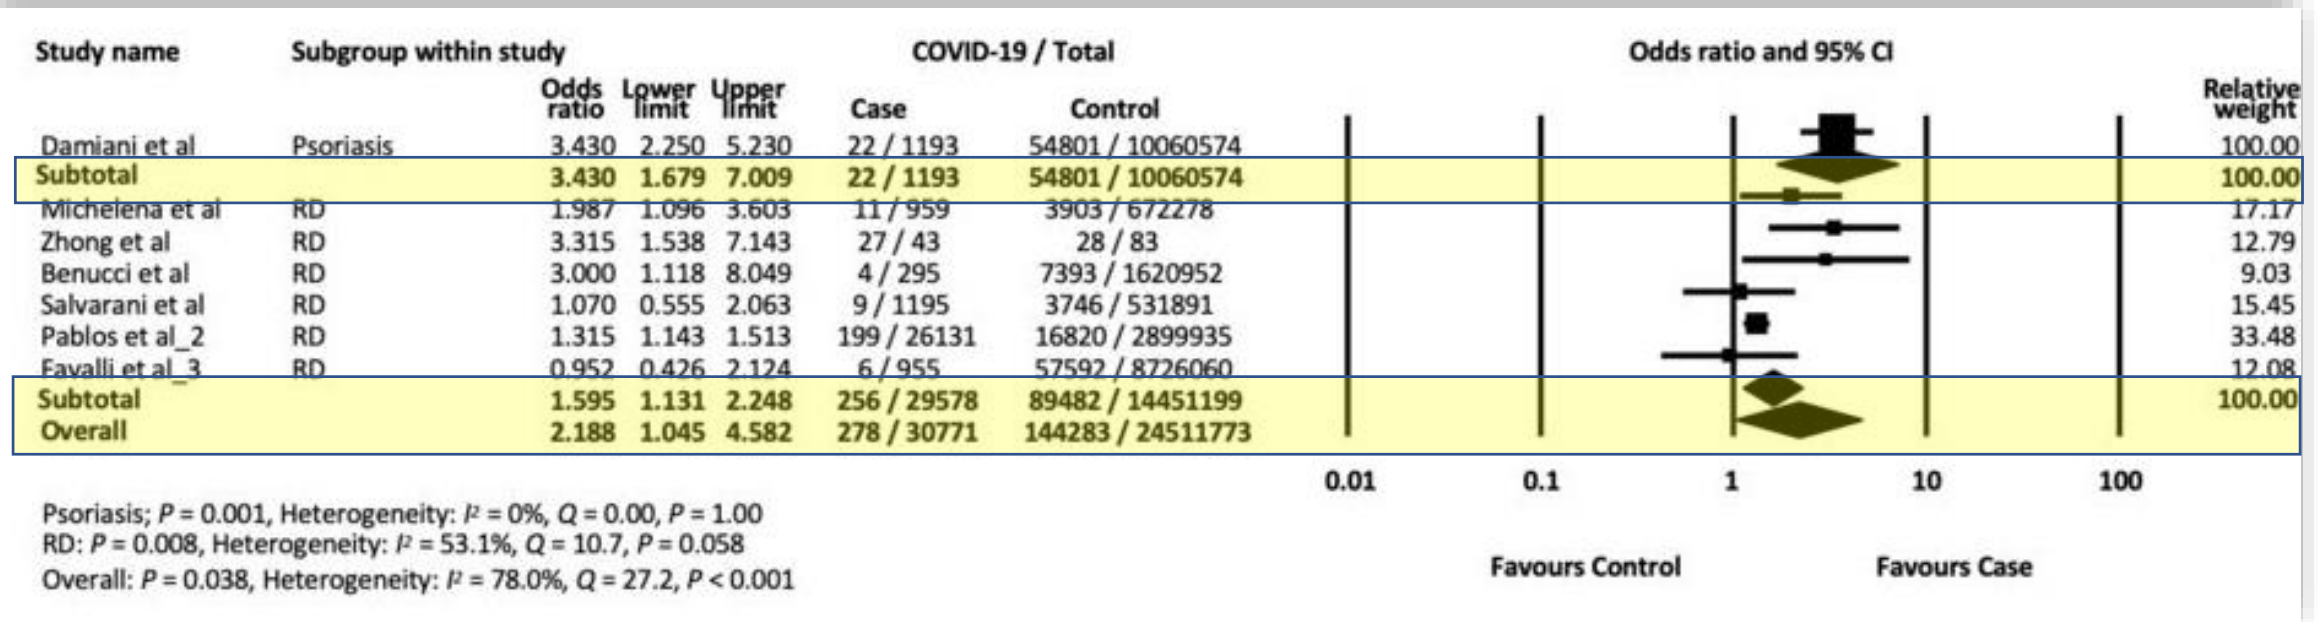 Study name Subgroup within study COVID-19 / Total Odds ratio and 95% CI
Odds ratio Lower limit Upper limit Case Control Relative weight
Damiani et al Psoriasis 3.430 2.250 5.230 22 / 1193 54801 / 10060574 100.00
Subtotal 3.430 1.679 7.009 22 / 1193 54801 / 10060574 100.00
Michelena et al RD 1.987 1.096 3.603 11 / 959 3903 / 672278 17.17
Zhong et al RD 3.315 1.538 7.143 27 / 43 28 / 83 12.79
Benucci et al RD 3.000 1.118 8.049 4 / 295 7393 / 1620952 9.03
Salvarani et al RD 1.070 0.555 2.063 9 / 1195 3746 / 531891 15.45
Pablos et al_2 RD 1.315 1.143 1.513 199 / 26131 16820 / 2899935 33.48
Favalli et al_3 RD 0.952 0.426 2.124 6 / 955 57592 / 8726060 12.08
Subtotal 1.595 1.131 2.248 256 / 29578 89482 / 14451199 100.00
Overall 2.188 1.045 4.582 278 / 30771 144283 / 24511773
0.01 0.1 1 10 100
Psoriasis; P = 0.001, Heterogeneity: I² = 0%, Q = 0.00, P = 1.00
RD: P = 0.008, Heterogeneity: I² = 53.1%, Q = 10.7, P = 0.058
Overall: P = 0.038, Heterogeneity: I² = 78.0%, Q = 27.2, P < 0.001
Favours Control Favours Case